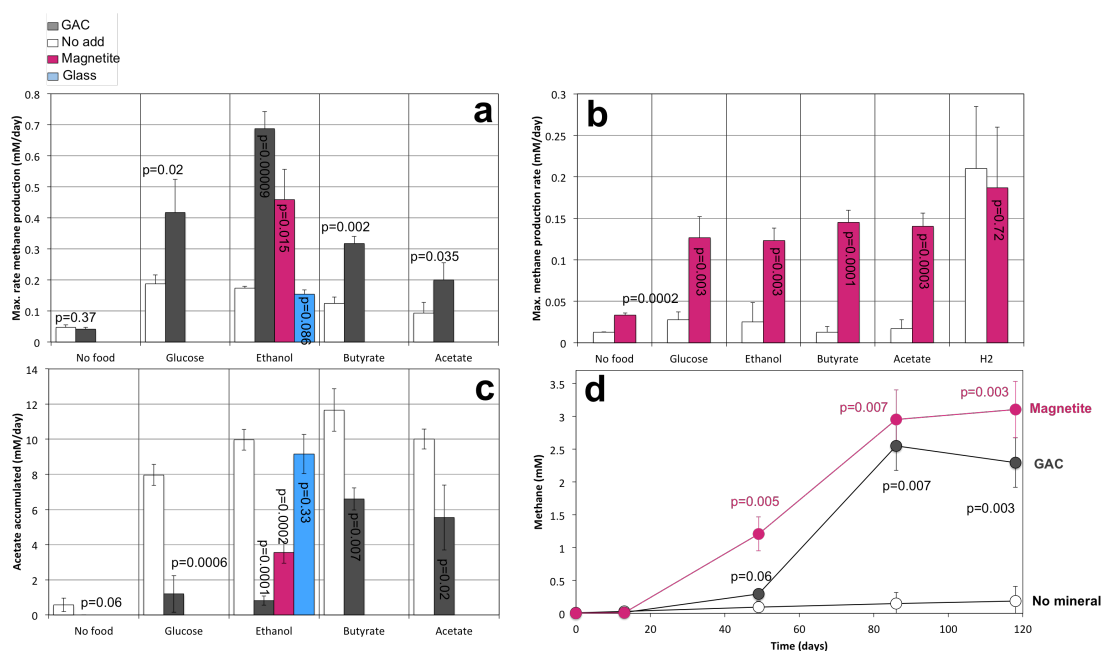 GAC
No add
Magnetite
Glass
a
Max. rate methane production (mM/day)
0.8
0.7
0.6
0.5
0.4
0.3
0.2
0.1
0
p=0.37
p=0.02
p=0.00009
p=0.015
p=0.086
p=0.002
p=0.035
No food
Glucose
Ethanol
Butyrate
Acetate
b
Max. methane production rate (mM/day)
0.3
0.25
0.2
0.15
0.1
0.05
0
p=0.0002
p=0.003
p=0.003
p=0.0001
p=0.0003
p=0.72
No food
Glucose
Ethanol
Butyrate
Acetate
H2
c
Acetate accumulated (mM/day)
14
12
10
8
6
4
2
0
p=0.06
p=0.0006
p=0.0001
p=0.0002
p=0.33
p=0.007
p=0.02
No food
Glucose
Ethanol
Butyrate
Acetate
d
Methane (mM)
3.5
3
2.5
2
1.5
1
0.5
0
p=0.005
p=0.06
p=0.007
p=0.007
p=0.003
p=0.003
Magnetite
GAC
No mineral
0
20
40
60
80
100
120
Time (days)